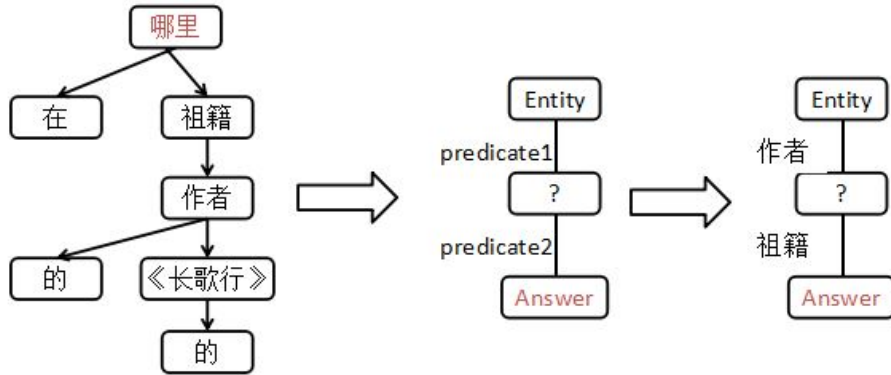 哪里
在
祖籍
作者
的
《长歌行》
的
Entity
predicate1
?
predicate2
Answer
Entity
作者
?
祖籍
Answer